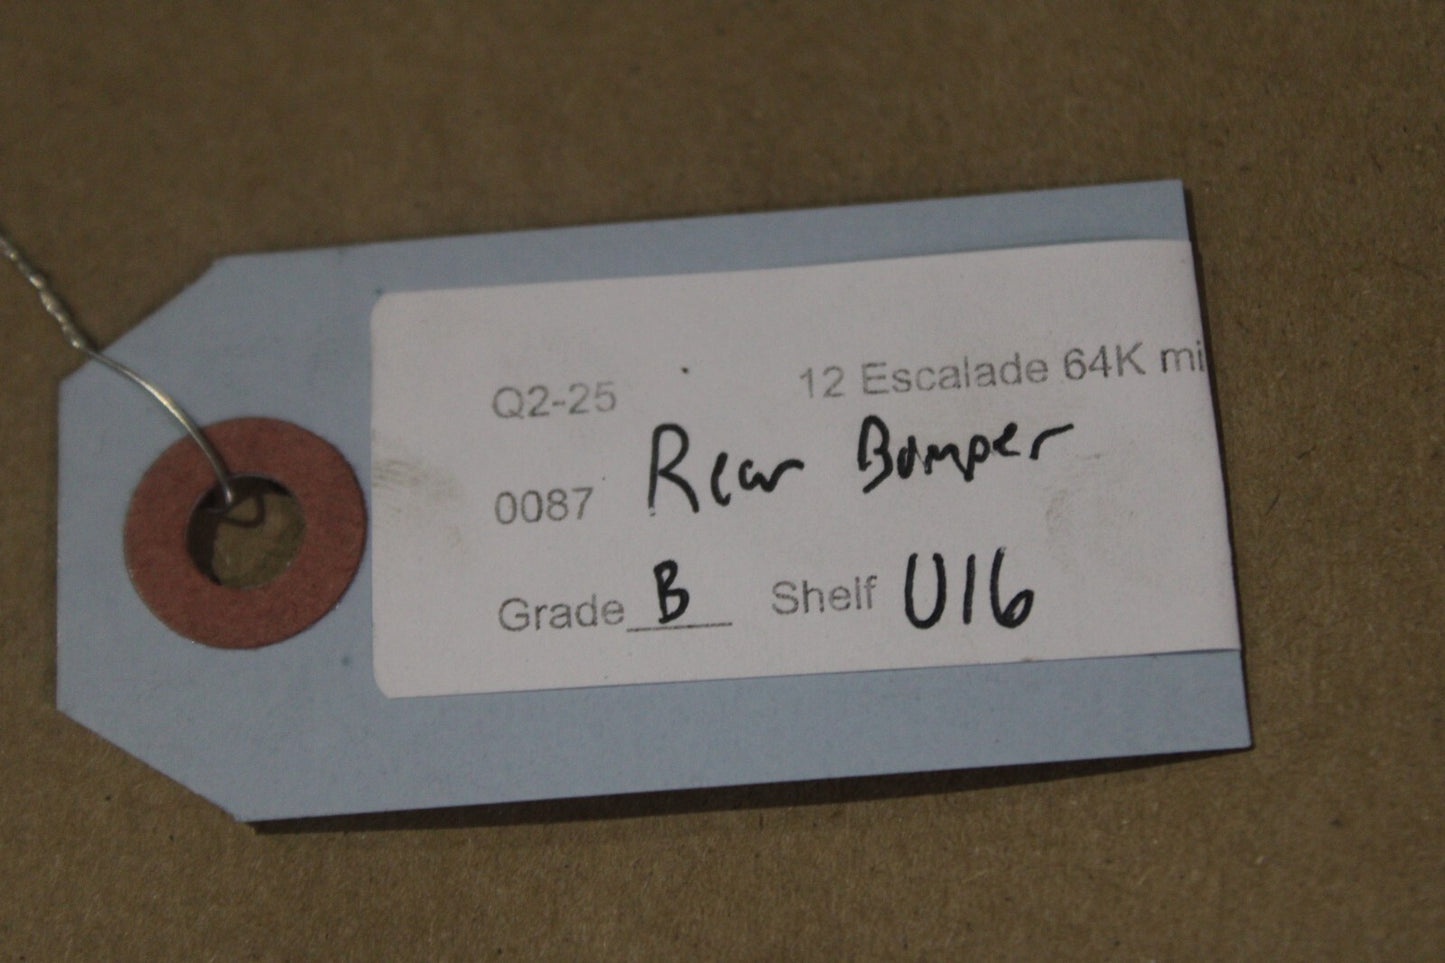 Q2-25 12 Escalade 64K mi
0087 Rear Bumper
Grade B Shelf U16